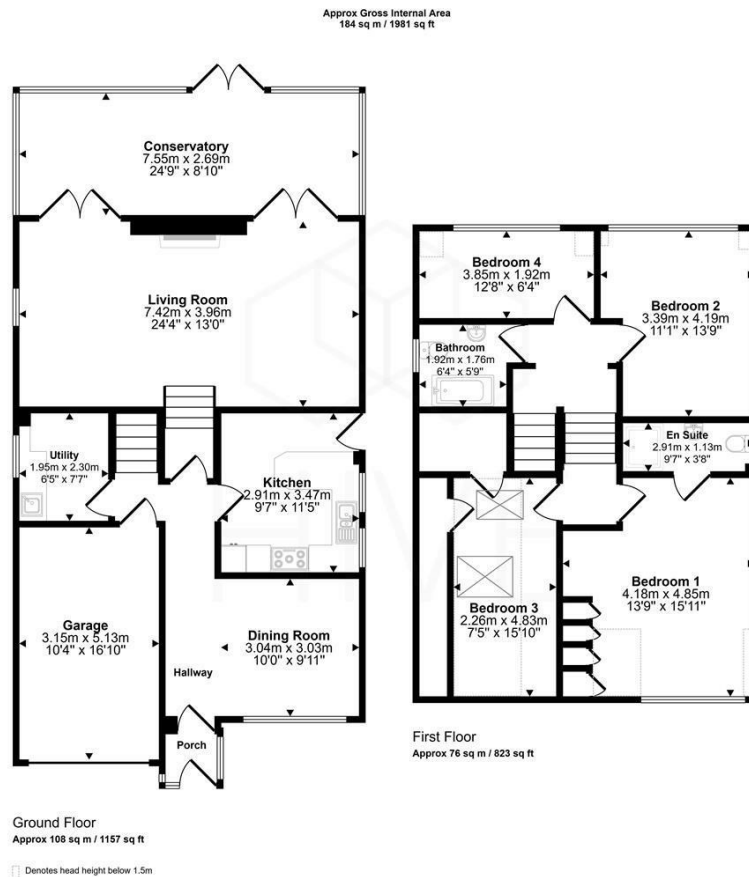 Approx Gross Internal Area
184 sq m / 1981 sq ft
Conservatory
7.55m x 2.69m
24'9" x 8'10"
Living Room
7.42m x 3.96m
24'4" x 13'0"
Utility
1.95m x 2.30m
6'5" x 7'7"
Kitchen
2.91m x 3.47m
9'7" x 11'5"
Garage
3.15m x 5.13m
10'4" x 16'10"
Dining Room
3.04m x 3.03m
10'0" x 9'11"
Hallway
Porch
Ground Floor
Approx 108 sq m / 1157 sq ft
Denotes head height below 1.5m
Bedroom 4
3.85m x 1.92m
12'8" x 6'4"
Bedroom 2
3.39m x 4.19m
11'1" x 13'9"
Bathroom
1.92m x 1.76m
6'4" x 5'9"
En Suite
2.91m x 1.13m
9'7" x 3'8"
Bedroom 1
4.18m x 4.85m
13'9" x 15'11"
Bedroom 3
2.26m x 4.83m
7'5" x 15'10"
First Floor
Approx 76 sq m / 823 sq ft